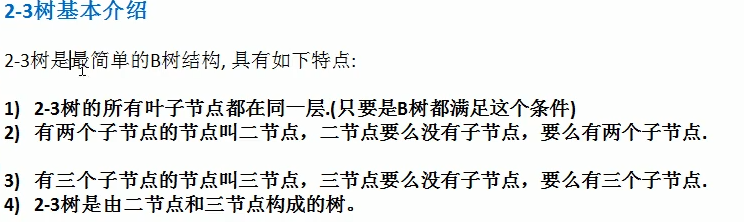 2-3树基本介绍
2-3树是最简单的B树结构, 具有如下特点:
1) 2-3树的所有叶子节点都在同一层.(只要是B树都满足这个条件)
2) 有两个子节点的节点叫二节点，二节点要么没有子节点，要么有两个子节点.
3) 有三个子节点的节点叫三节点，三节点要么没有子节点，要么有三个子节点.
4) 2-3树是由二节点和三节点构成的树。